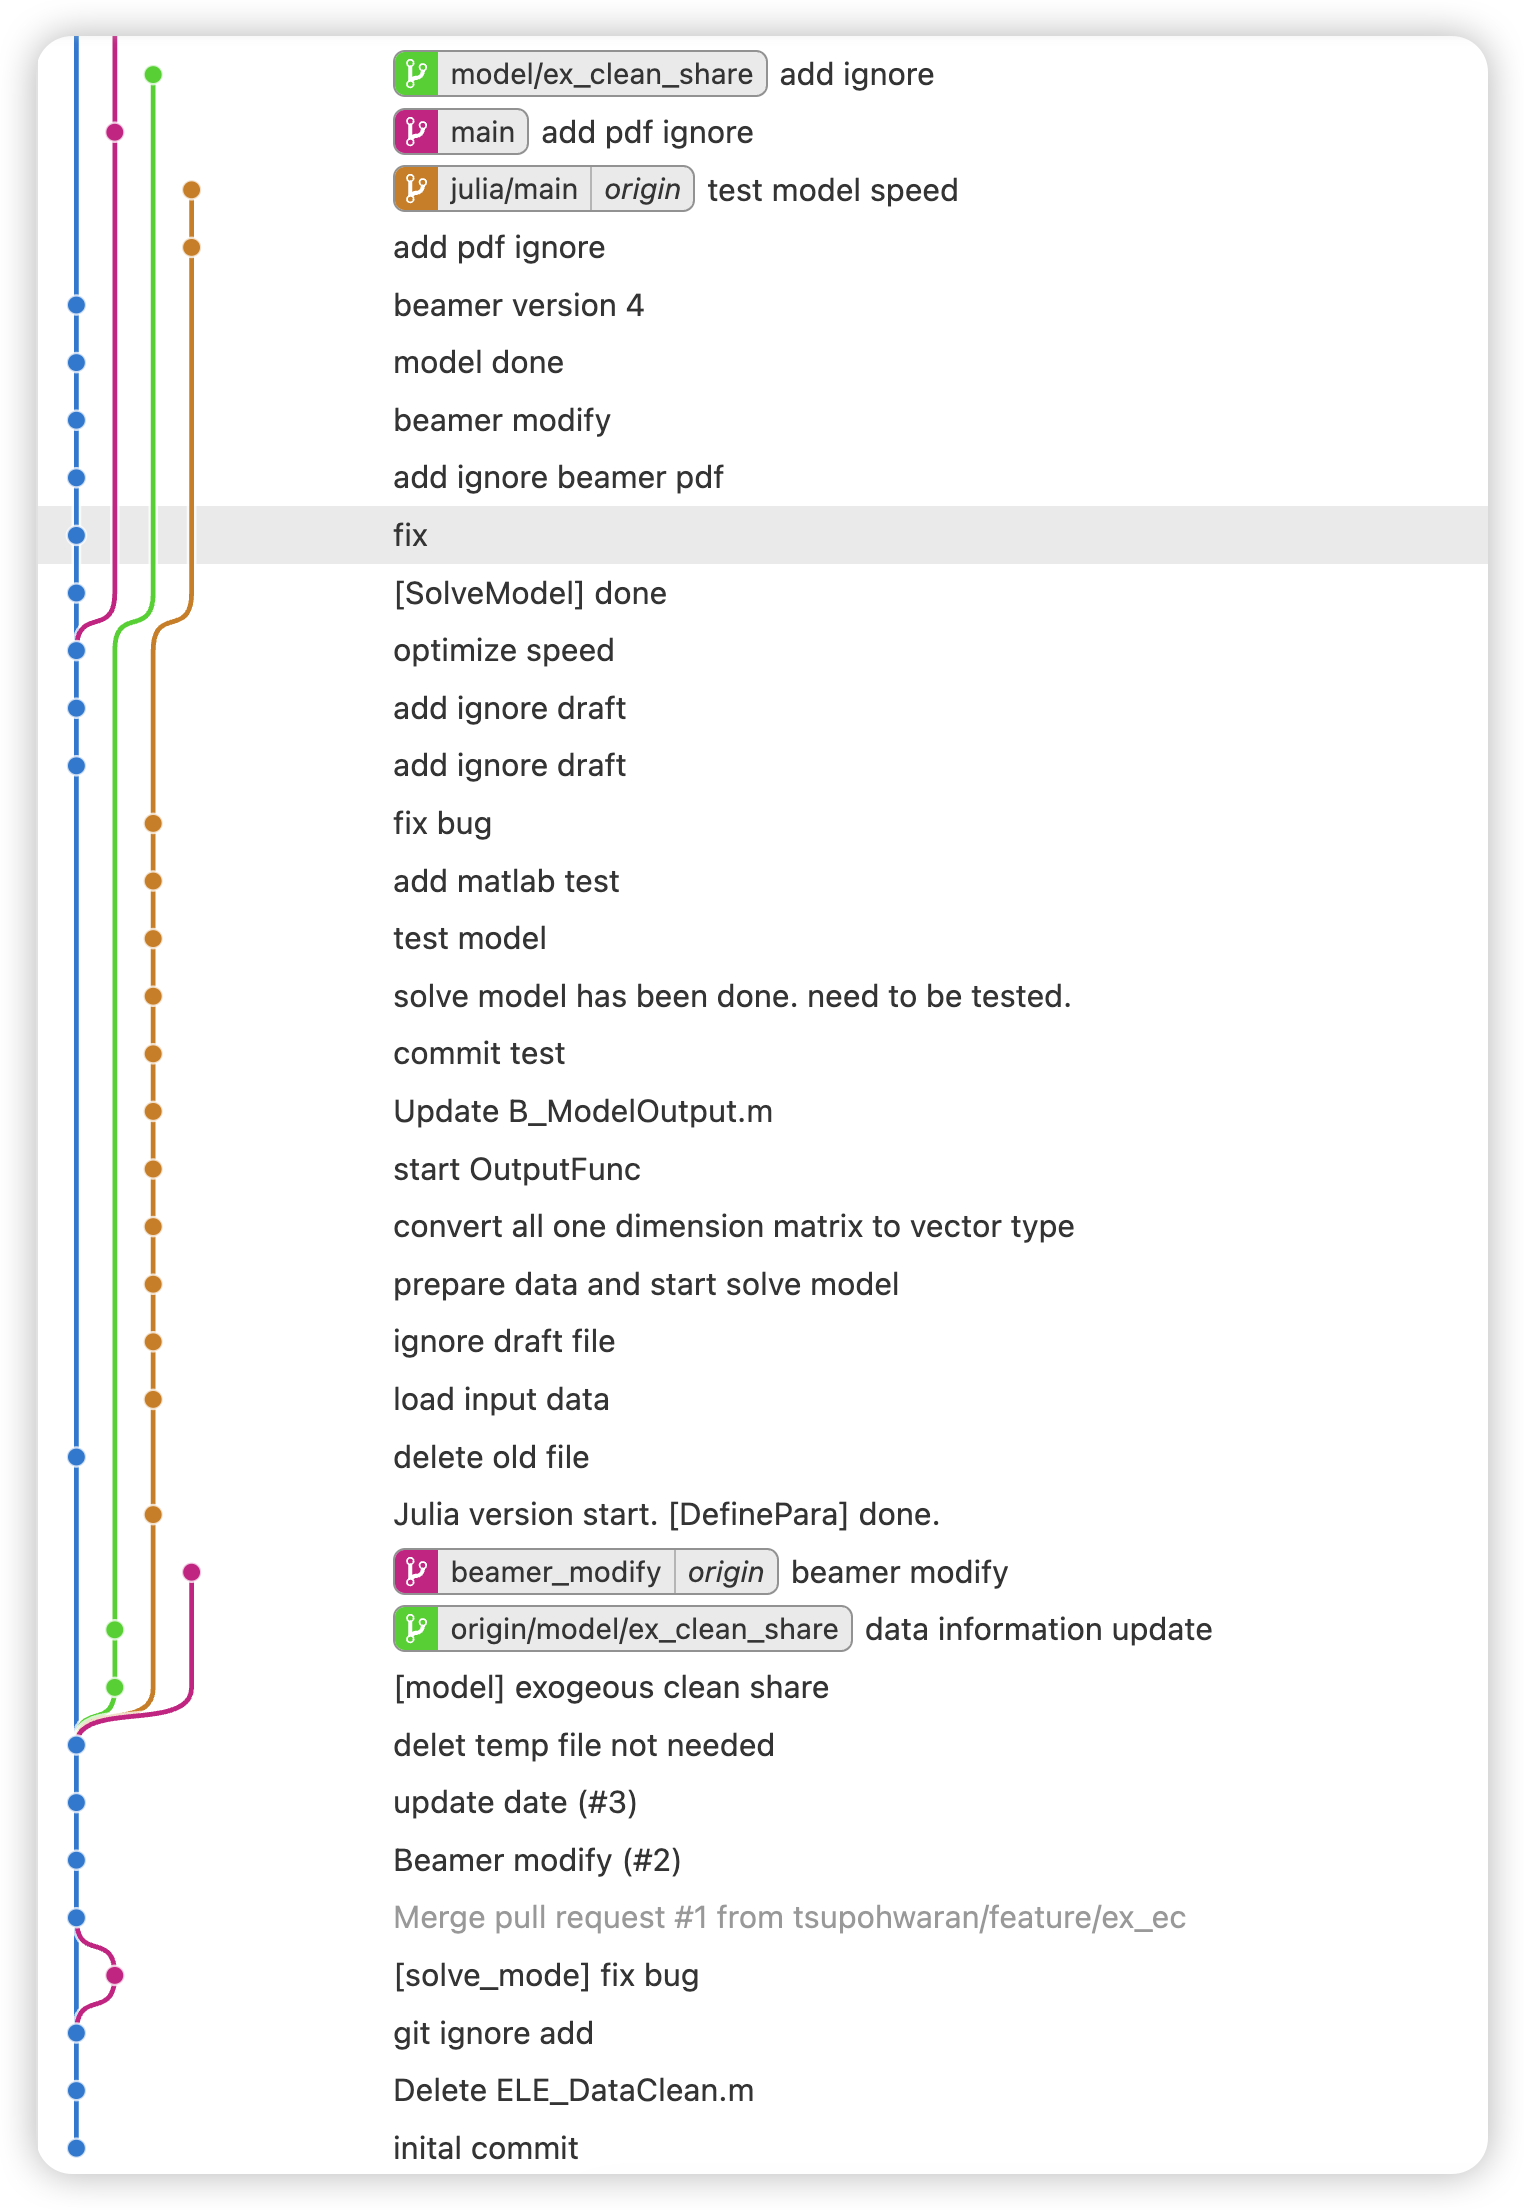 model/ex_clean_share add ignore
main add pdf ignore
julia/main origin test model speed
add pdf ignore
beamer version 4
model done
beamer modify
add ignore beamer pdf
fix
[SolveModel] done
optimize speed
add ignore draft
add ignore draft
fix bug
add matlab test
test model
solve model has been done. need to be tested.
commit test
Update B_ModelOutput.m
start OutputFunc
convert all one dimension matrix to vector type
prepare data and start solve model
ignore draft file
load input data
delete old file
Julia version start. [DefinePara] done.
beamer_modify origin beamer modify
origin/model/ex_clean_share data information update
[model] exogeous clean share
delet temp file not needed
update date (#3)
Beamer modify (#2)
Merge pull request #1 from tsupohwaran/feature/ex_ec
[solve_mode] fix bug
git ignore add
Delete ELE_DataClean.m
inital commit